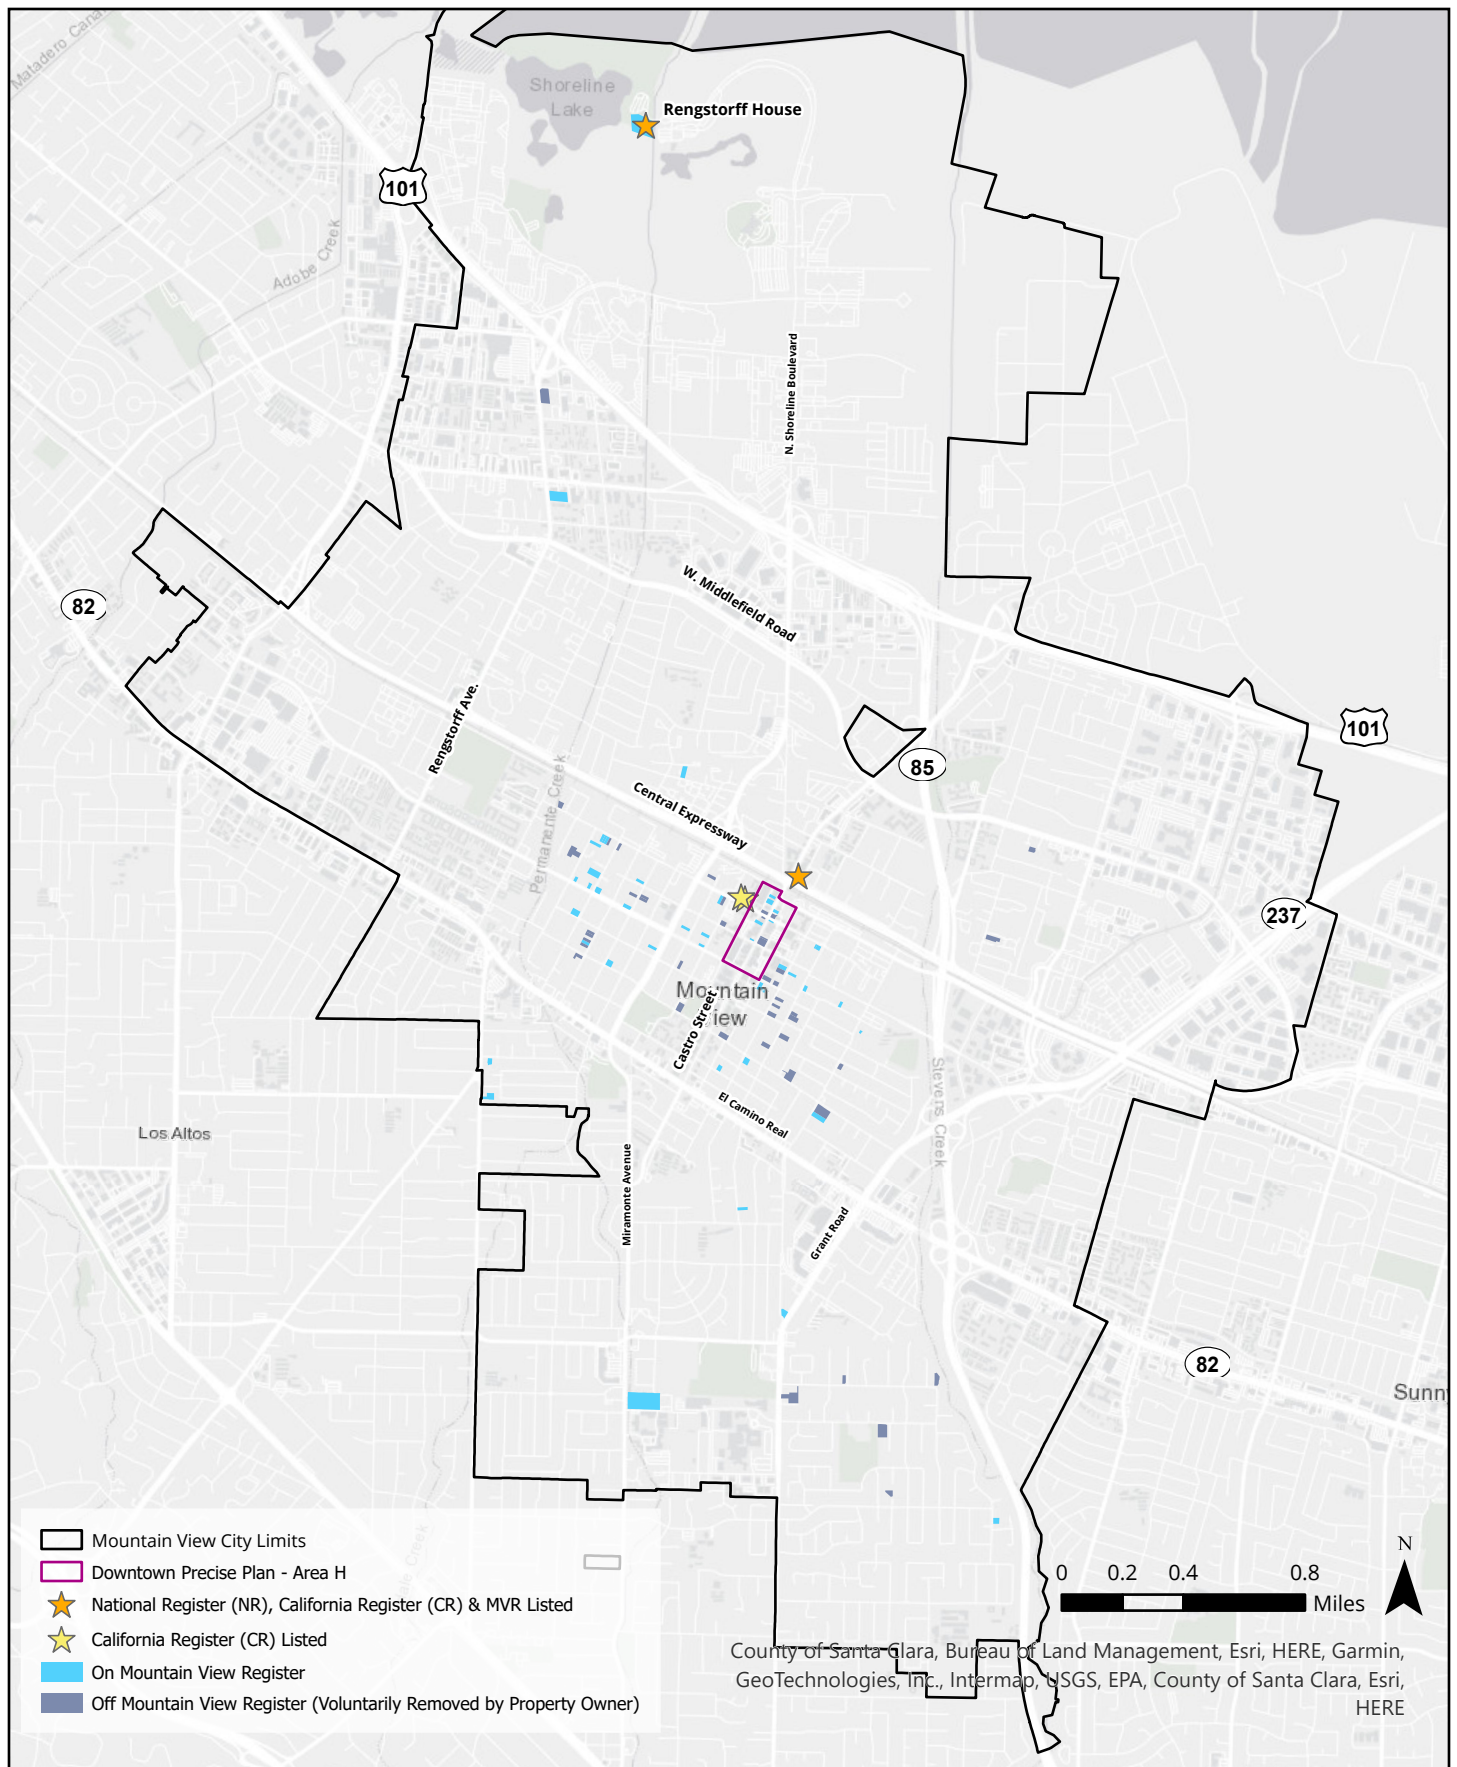 Matadero Canal
Shoreline
Lake
Rengstorff House
101
Adobe Creek
N. Shoreline Boulevard
W. Middlefield Road
82
Rengstorff Ave.
101
85
Permanente Creek
Central Expressway
237
Mountain
iew
Castro Street
Stevens Creek
El Camino Real
Los Altos
Miramonte Avenue
Grant Road
82
Sunn
Mountain View City Limits
Downtown Precise Plan - Area H
National Register (NR), California Register (CR) & MVR Listed
California Register (CR) Listed
On Mountain View Register
Off Mountain View Register (Voluntarily Removed by Property Owner)
N
0 0.2 0.4 0.8
Miles
County of Santa Clara, Bureau of Land Management, Esri, HERE, Garmin,
GeoTechnologies, Inc., Intermap, USGS, EPA, County of Santa Clara, Esri,
HERE